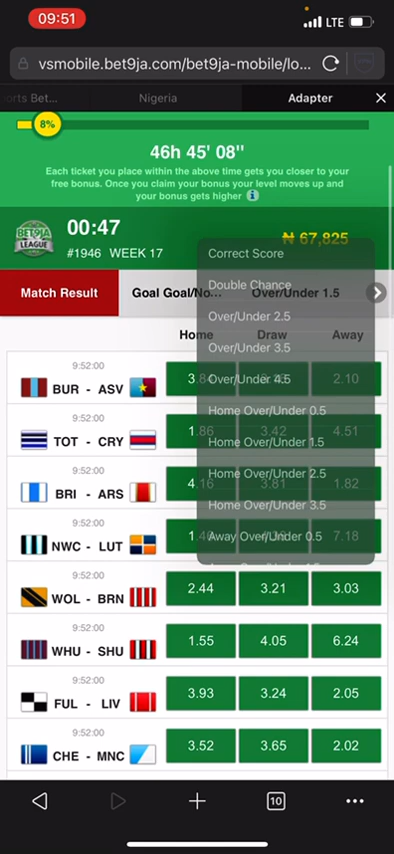 09:51
LTE
vsmobile.bet9ja.com/bet9ja-mobile/lo...
orts Bet...
Nigeria
Adapter
8%
46h 45' 08''
Each ticket you place within the above time gets you closer to your
free bonus. Once you claim your bonus your level moves up and
your bonus gets higher
BET9JA
LEAGUE
00:47
#1946 WEEK 17
₦ 67,825
Match Result
Goal Goal/No...
Over/Under 1.5
Home
Draw
Away
Correct Score
Double Chance
Over/Under 2.5
Over/Under 3.5
Over/Under 4.5
Home Over/Under 0.5
Home Over/Under 1.5
Home Over/Under 2.5
Home Over/Under 3.5
Away Over/Under 0.5
9:52:00
BUR - ASV
2.10
9:52:00
TOT - CRY
1.86 3.42 4.51
9:52:00
BRI - ARS
4.16 3.81 1.82
9:52:00
NWC - LUT
7.18
9:52:00
WOL - BRN
2.44 3.21 3.03
9:52:00
WHU - SHU
1.55 4.05 6.24
9:52:00
FUL - LIV
3.93 3.24 2.05
9:52:00
CHE - MNC
3.52 3.65 2.02
10